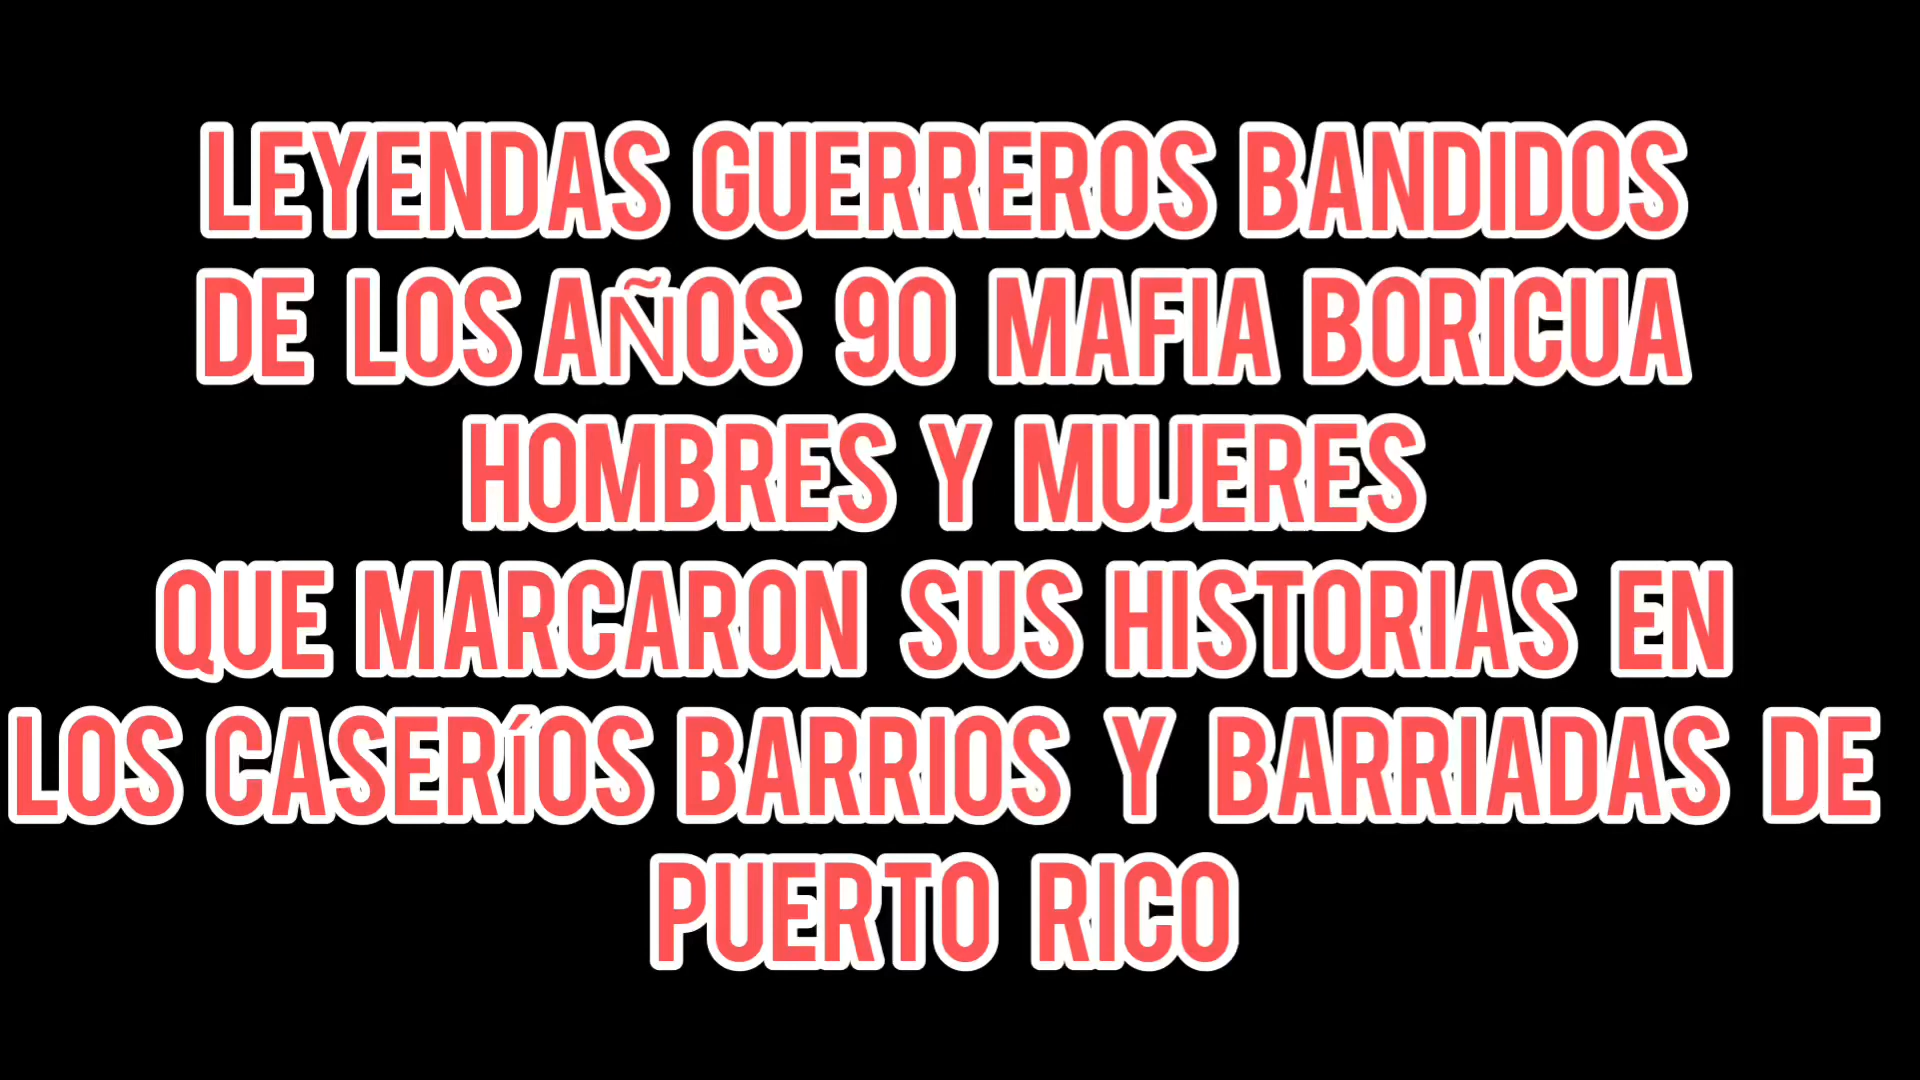 LEYENDAS GUERREROS BANDIDOS
DE LOS AÑOS 90 MAFIA BORICUA
HOMBRES Y MUJERES
QUE MARCARON SUS HISTORIAS EN
LOS CASERÍOS BARRIOS Y BARRIADAS DE
PUERTO RICO